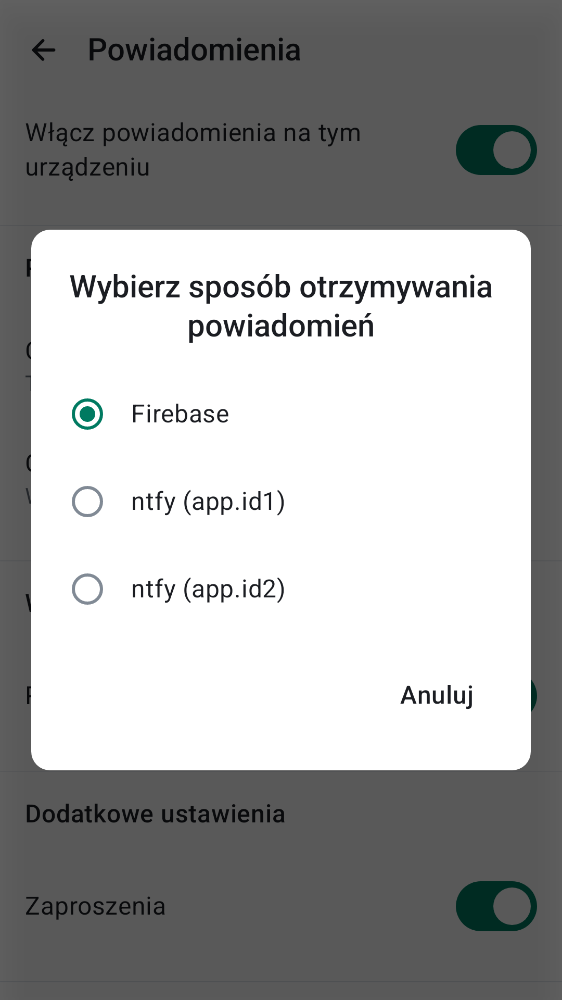 Powiadomienia
Włącz powiadomienia na tym
urządzeniu
Wybierz sposób otrzymywania
powiadomień
Firebase
ntfy (app.id1)
ntfy (app.id2)
Anuluj
Dodatkowe ustawienia
Zaproszenia